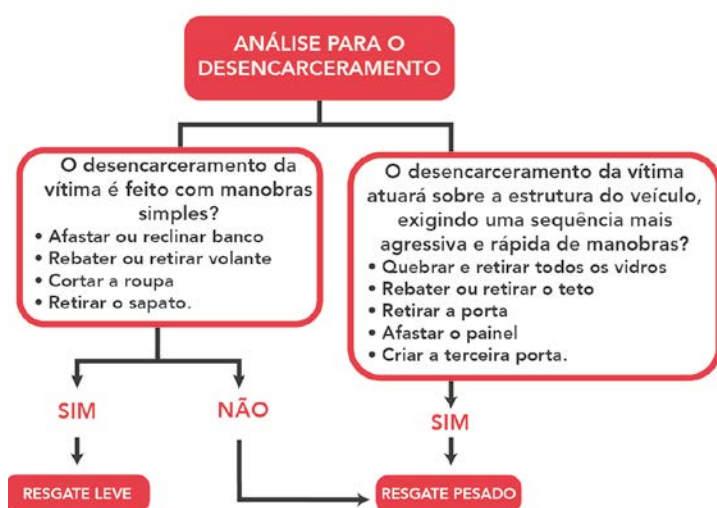 ANÁLISE PARA O
DESENCARCERAMENTO
O desencarceramento da
vítima é feito com manobras
simples?
• Afastar ou reclinar banco
• Rebater ou retirar volante
• Cortar a roupa
• Retirar o sapato.
O desencarceramento da vítima
atuará sobre a estrutura do veículo,
exigindo uma sequência mais
agressiva e rápida de manobras?
• Quebrar e retirar todos os vidros
• Rebater ou retirar o teto
• Retirar a porta
• Afastar o painel
• Criar a terceira porta.
SIM
NÃO
SIM
RESGATE LEVE
RESGATE PESADO